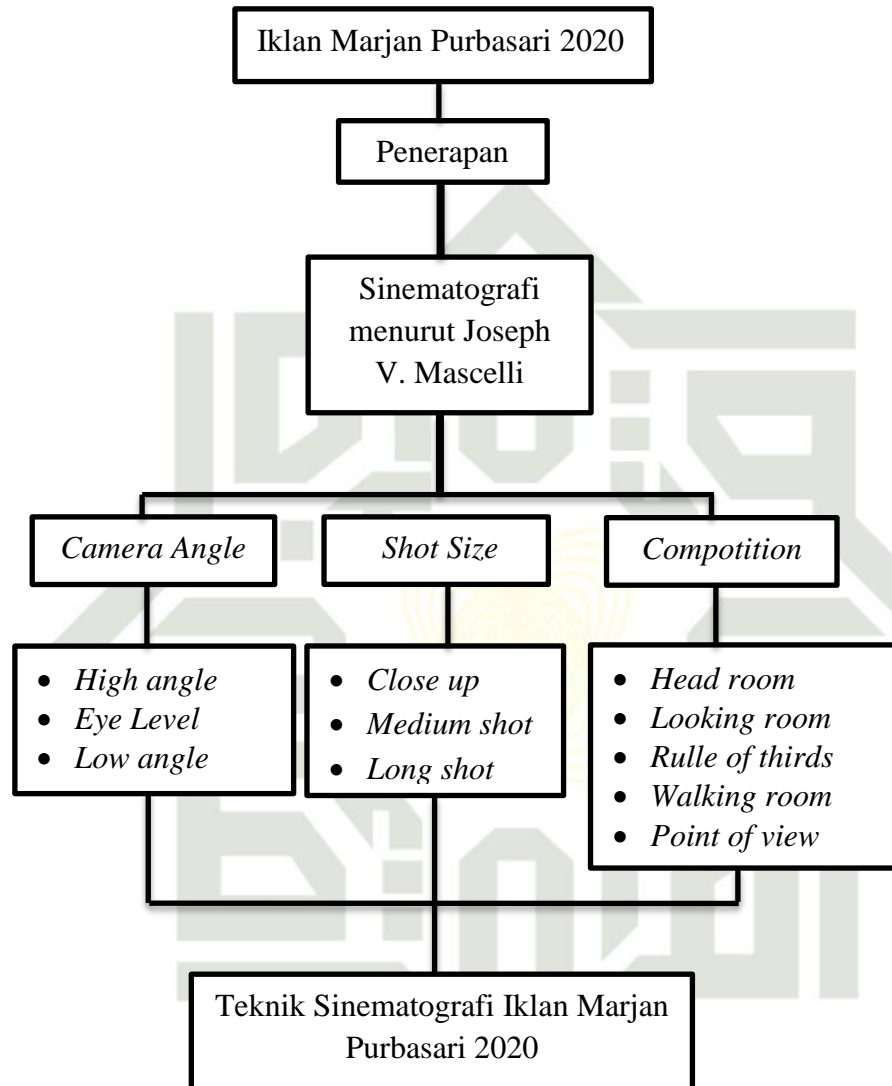 Iklan Marjan Purbasari 2020
Penerapan
Sinematografi
menurut Joseph
V. Mascelli
Camera Angle
Shot Size
Compotition
• High angle
• Eye Level
• Low angle
• Close up
• Medium shot
• Long shot
• Head room
• Looking room
• Rulle of thirds
• Walking room
• Point of view
Teknik Sinematografi Iklan Marjan
Purbasari 2020